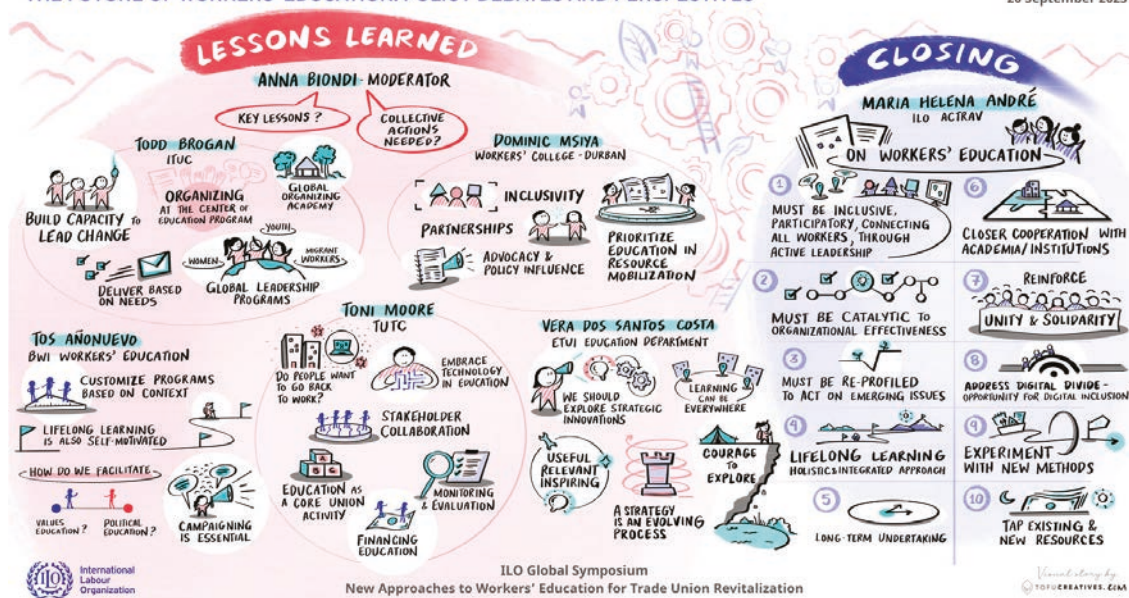 LESSONS LEARNED
ANNA BIONDI - MODERATOR
KEY LESSONS?
COLLECTIVE
ACTIONS
NEEDED?
TODD BROGAN
ITUC
BUILD CAPACITY TO
LEAD CHANGE
ORGANIZING
AT THE CENTER OF
EDUCATION PROGRAM
GLOBAL
ORGANIZING
ACADEMY
DELIVER BASED
ON NEEDS
WOMEN
YOUTH
MIGRANT
WORKERS
GLOBAL LEADERSHIP
PROGRAMS
DOMINIC MSIYA
WORKERS' COLLEGE - DURBAN
INCLUSIVITY
PARTNERSHIPS
ADVOCACY &
POLICY INFLUENCE
PRIORITIZE
EDUCATION IN
RESOURCE
MOBILIZATION
TOS AÑONUEVO
BWI WORKERS' EDUCATION
CUSTOMIZE PROGRAMS
BASED ON CONTEXT
LIFELONG LEARNING
IS ALSO SELF-MOTIVATED
HOW DO WE FACILITATE
VALUES
EDUCATION?
POLITICAL
EDUCATION?
CAMPAIGNING
IS ESSENTIAL
TONI MOORE
TUTC
DO PEOPLE WANT
TO GO BACK
TO WORK?
EMBRACE
TECHNOLOGY
IN EDUCATION
STAKEHOLDER
COLLABORATION
A
B C
EDUCATION AS
A CORE UNION
ACTIVITY
MONITORING
& EVALUATION
FINANCING
EDUCATION
VERA DOS SANTOS COSTA
ETUI EDUCATION DEPARTMENT
WE SHOULD
EXPLORE STRATEGIC
INNOVATIONS
LEARNING
CAN BE
EVERYWHERE
USEFUL
RELEVANT
INSPIRING
A STRATEGY
IS AN EVOLVING
PROCESS
COURAGE
TO
EXPLORE
CLOSING
MARIA HELENA ANDRÉ
ILO ACTRAV
ON WORKERS' EDUCATION
1
MUST BE INCLUSIVE,
PARTICIPATORY, CONNECTING
ALL WORKERS, THROUGH
ACTIVE LEADERSHIP
2
MUST BE CATALYTIC TO
ORGANIZATIONAL EFFECTIVENESS
3
MUST BE RE-PROFILED
TO ACT ON EMERGING ISSUES
4
LIFELONG LEARNING
HOLISTIC & INTEGRATED APPROACH
5
LONG-TERM UNDERTAKING
6
CLOSER COOPERATION WITH
ACADEMIA/INSTITUTIONS
7
REINFORCE
UNITY & SOLIDARITY
8
ADDRESS DIGITAL DIVIDE -
OPPORTUNITY FOR DIGITAL INCLUSION
9
EXPERIMENT
WITH NEW METHODS
10
TAP EXISTING &
NEW RESOURCES
ILO
International
Labour
Organization
ILO Global Symposium
New Approaches to Workers' Education for Trade Union Revitalization
Visual story by
TOFUCREATIVES.COM